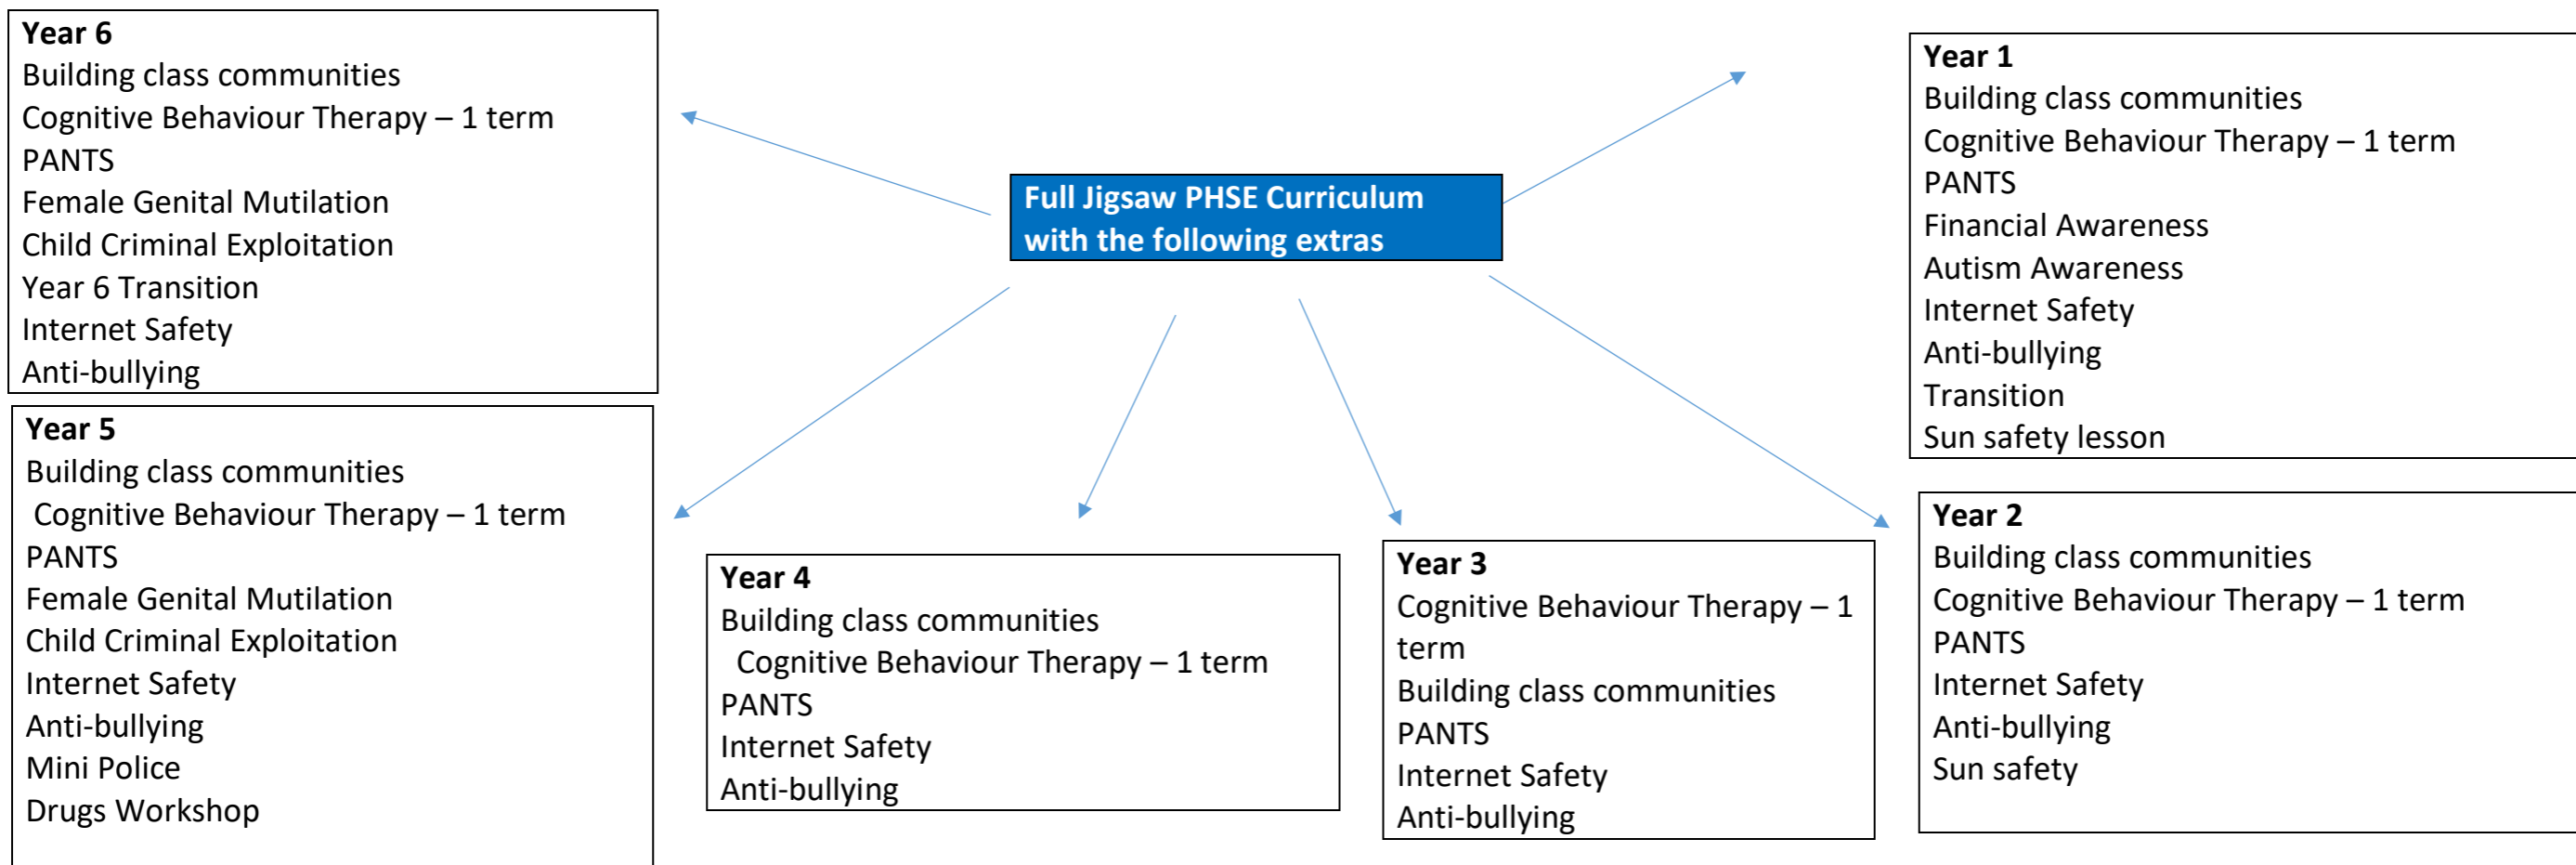 Year 6
Building class communities
Cognitive Behaviour Therapy – 1 term
PANTS
Female Genital Mutilation
Child Criminal Exploitation
Year 6 Transition
Internet Safety
Anti-bullying
Full Jigsaw PHSE Curriculum
with the following extras
Year 1
Building class communities
Cognitive Behaviour Therapy – 1 term
PANTS
Financial Awareness
Autism Awareness
Internet Safety
Anti-bullying
Transition
Sun safety lesson
Year 5
Building class communities
Cognitive Behaviour Therapy – 1 term
PANTS
Female Genital Mutilation
Child Criminal Exploitation
Internet Safety
Anti-bullying
Mini Police
Drugs Workshop
Year 4
Building class communities
Cognitive Behaviour Therapy – 1 term
PANTS
Internet Safety
Anti-bullying
Year 3
Cognitive Behaviour Therapy – 1
term
Building class communities
PANTS
Internet Safety
Anti-bullying
Year 2
Building class communities
Cognitive Behaviour Therapy – 1 term
PANTS
Internet Safety
Anti-bullying
Sun safety